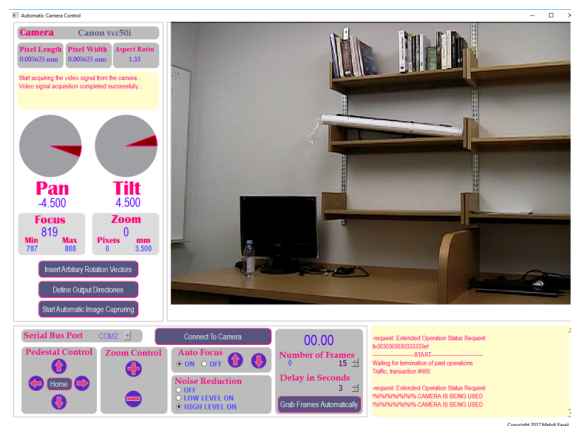 Automatic Camera Control
Camera Canon vcc50i
Pixel Length Pixel Width Aspect Ratio
0.005625 mm 0.005625 mm 1.33
Start acquiring the video signal from the camera...
Video signal acquisition completed successfully...
Pan Tilt
-4.500 4.500
Focus Zoom
819 0
Min Max Pixels mm
787 888 0 3.500
Insert Arbitary Rotation Vectors
Define Output Directories
Start Automatic Image Capruring
Serial Bus Port COM2 Connect To Camera
Pedestal Control Zoom Control Auto Focus
ON OFF
Home
Noise Reduction
OFF
LOW LEVEL ON
HIGH LEVEL ON
00.00
Number of Frames
0 15
Delay in Seconds
3
Grab Frames Automatically
-request: Extended Operation Status Request
--START--
Waiting for termination of past operations
Traffic, transaction #465:
-request: Extended Operation Status Request
CAMERA IS BEING USED
CAMERA IS BEING USED
Copyright 2017 Mehdi Faraji